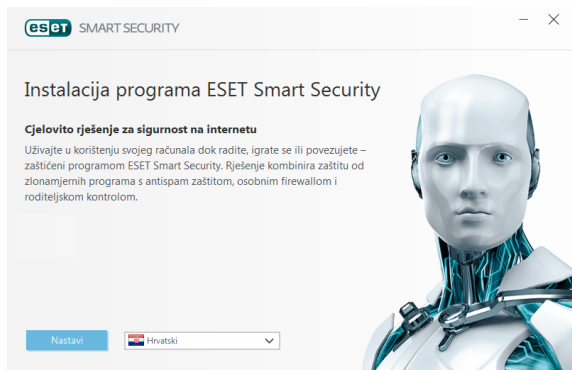 eseT SMART SECURITY
Instalacija programa ESET Smart Security
Cjelovito rješenje za sigurnost na internetu
Uživajte u korištenju svojeg računala dok radite, igrate se ili povezujete –
zaštićeni programom ESET Smart Security. Rješenje kombinira zaštitu od
zlonamjernih programa s antispam zaštitom, osobnim firewallom i
roditeljskom kontrolom.
Nastavi
Hrvatski